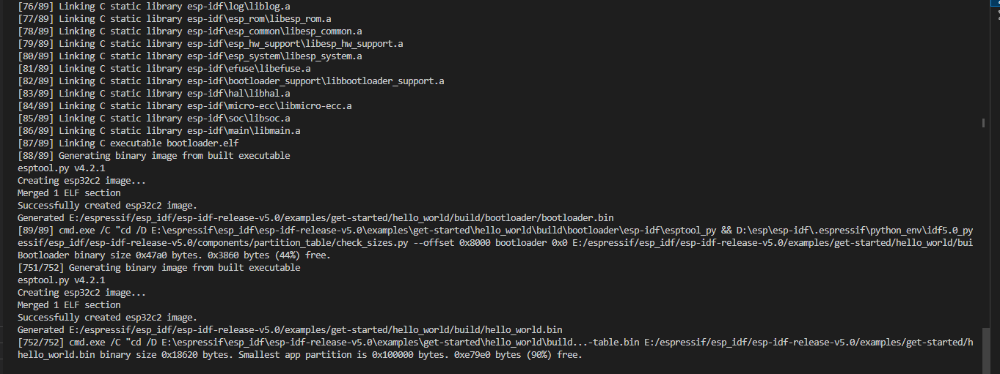 [76/89] Linking C static library esp-idf\log\liblog.a
[77/89] Linking C static library esp-idf\esp_rom\libesp_rom.a
[78/89] Linking C static library esp-idf\esp_common\libesp_common.a
[79/89] Linking C static library esp-idf\esp_hw_support\libesp_hw_support.a
[80/89] Linking C static library esp-idf\esp_system\libesp_system.a
[81/89] Linking C static library esp-idf\efuse\libefuse.a
[82/89] Linking C static library esp-idf\bootloader_support\libbootloader_support.a
[83/89] Linking C static library esp-idf\hal\libhal.a
[84/89] Linking C static library esp-idf\micro-ecc\libmicro-ecc.a
[85/89] Linking C static library esp-idf\soc\libsoc.a
[86/89] Linking C static library esp-idf\main\libmain.a
[87/89] Linking C executable bootloader.elf
[88/89] Generating binary image from built executable
esptool.py v4.2.1
Creating esp32c2 image...
Merged 1 ELF section
Successfully created esp32c2 image.
Generated E:/espressif/esp_idf/esp-idf-release-v5.0/examples/get-started/hello_world/build/bootloader/bootloader.bin
[89/89] cmd.exe /C "cd /D E:\espressif\esp_idf\esp-idf-release-v5.0\examples\get-started\hello_world\build\bootloader\esp-idf\esptool_py && D:\esp\esp-idf\.espressif\python_env\idf5.0_py
essif/esp_idf/esp-idf-release-v5.0/components/partition_table/check_sizes.py --offset 0x8000 bootloader 0x0 E:/espressif/esp_idf/esp-idf-release-v5.0/examples/get-started/hello_world/bui
Bootloader binary size 0x47a0 bytes. 0x3860 bytes (44%) free.
[751/752] Generating binary image from built executable
esptool.py v4.2.1
Creating esp32c2 image...
Merged 1 ELF section
Successfully created esp32c2 image.
Generated E:/espressif/esp_idf/esp-idf-release-v5.0/examples/get-started/hello_world/build/hello_world.bin
[752/752] cmd.exe /C "cd /D E:\espressif\esp_idf\esp-idf-release-v5.0\examples\get-started\hello_world\build...-table.bin E:/espressif/esp_idf/esp-idf-release-v5.0/examples/get-started/h
hello_world.bin binary size 0x18620 bytes. Smallest app partition is 0x100000 bytes. 0xe79e0 bytes (90%) free.